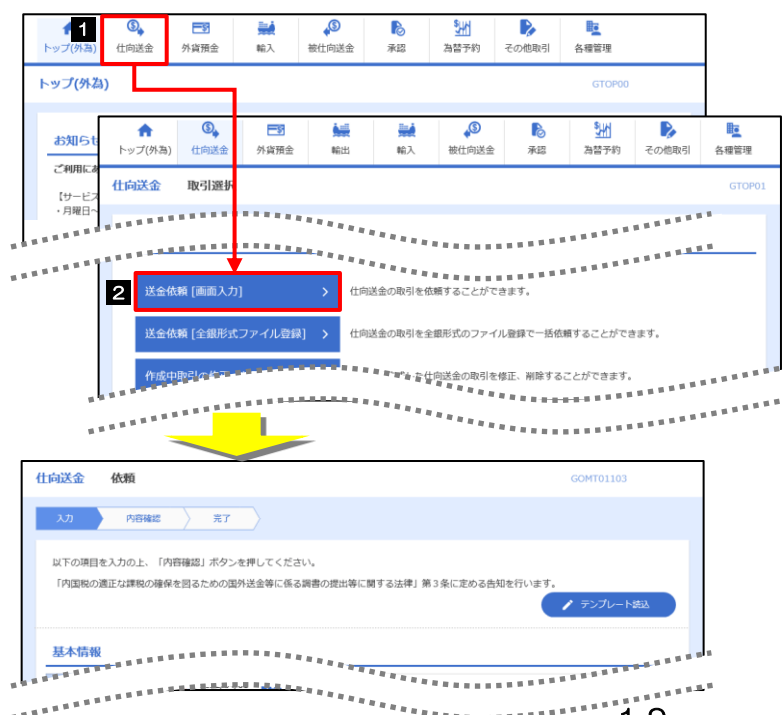 1
トップ(外為) 仕向送金 外貨預金 輸入 被仕向送金 承認 為替予約 その他取引 各種管理
トップ(外為) GTOP00
お知らせ
ご利用にあ
【サービス
・月曜日~
トップ(外為) 仕向送金 外貨預金 輸出 輸入 被仕向送金 承認 為替予約 その他取引 各種管理
仕向送金 取引選択 GTOP01
2
送金依頼 [画面入力] > 仕向送金の取引を依頼することができます。
送金依頼 [全銀形式ファイル登録] > 仕向送金の取引を全銀形式のファイル登録で一括依頼することができます。
作成中取引の修正 仕向送金の取引を修正、削除することができます。
仕向送金 依頼 GOMT01103
入力 内容確認 完了
以下の項目を入力の上、「内容確認」ボタンを押してください。
「内国税の適正な課税の確保を図るための国外送金等に係る調書の提出等に関する法律」第3条に定める告知を行います。
テンプレート読込
基本情報